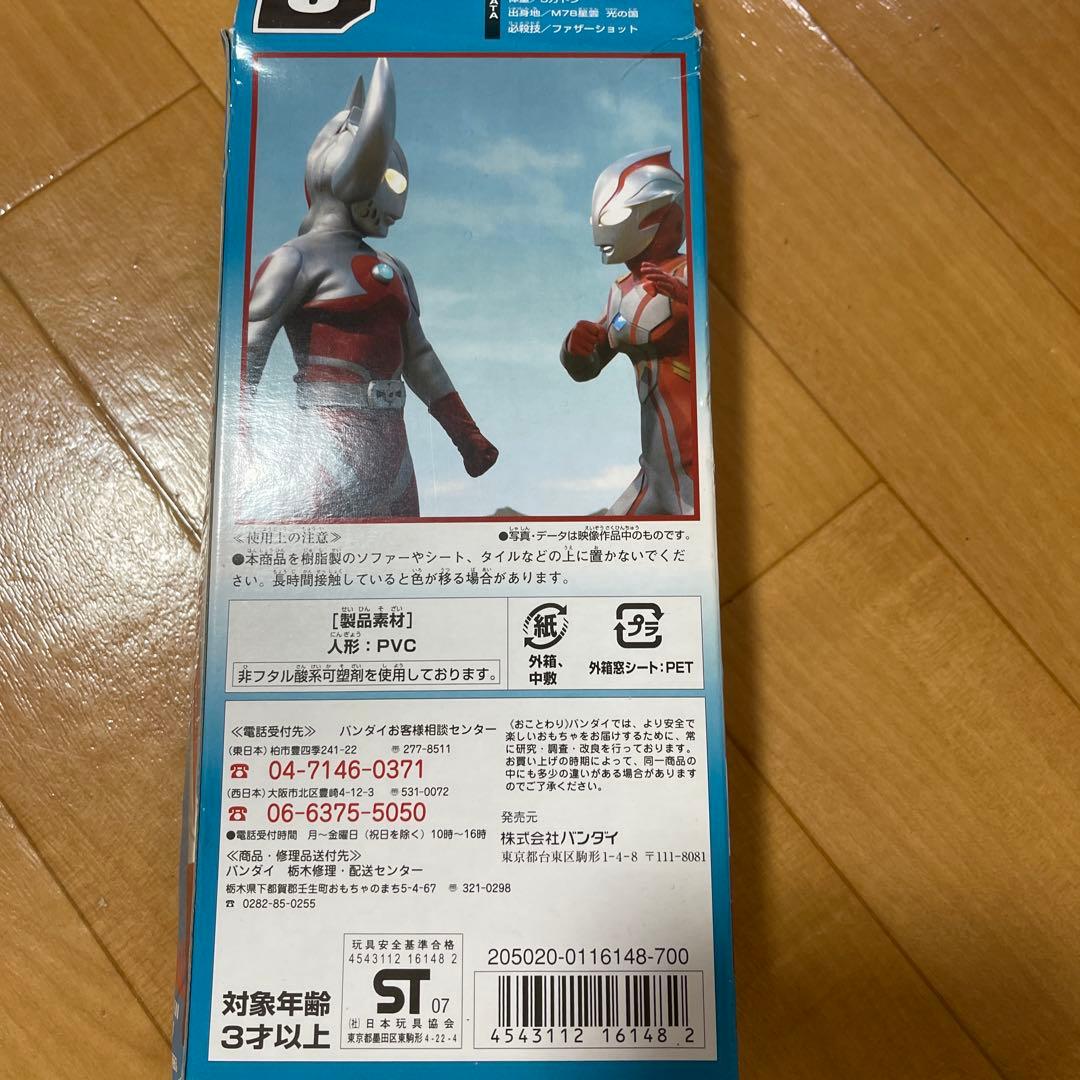 DATA
出身地/M78星雲 光の国
必殺技/ファザーショット
≪使用上の注意≫
●写真・データは映像作品中のものです。
●本商品を樹脂製のソファーやシート、タイルなどの上に置かないでくだ
さい。長時間接触していると色が移る場合があります。
[製品素材]
人形：PVC
非フタル酸系可塑剤を使用しております。
紙
外箱、
中敷
プラ
外箱窓シート：PET
≪電話受付先≫ バンダイお客様相談センター
(東日本) 柏市豊四季241-22 〒277-8511
☎ 04-7146-0371
(西日本) 大阪市北区豊崎4-12-3 〒531-0072
☎ 06-6375-5050
●電話受付時間 月～金曜日(祝日を除く)10時～16時
≪商品・修理品送付先≫
バンダイ 栃木修理・配送センター
栃木県下都賀郡壬生町おもちゃのまち5-4-67 〒321-0298
☎ 0282-85-0255
(おことわり)バンダイでは、より安全で
楽しいおもちゃをお届けするために、常
に研究・調査・改良を行っております。
お買い上げの時期によって、同一商品の
中にも多少の違いがある場合があります
のでご了承ください。
発売元
株式会社バンダイ
東京都台東区駒形1-4-8 〒111-8081
対象年齢
3才以上
玩具安全基準合格
4543112 16148 2
ST 07
(社)日本玩具協会
東京都墨田区東駒形4-22-4
205020-0116148-700
4543112 161482